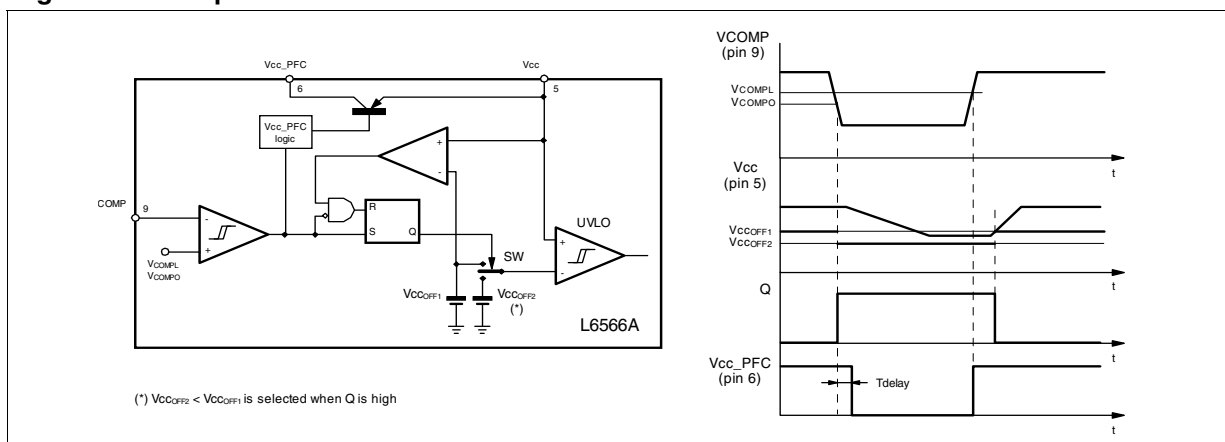 Vcc_PFC
Vcc
6
5
Vcc_PFC
logic
+
-
COMP
9
-
+
VCOMPL
VCOMPO
R
S
Q
UVLO
+
-
SW
VccOFF1
VccOFF2
(*)
L6566A
(*) VccOFF2 < VccOFF1 is selected when Q is high
VCOMP
(pin 9)
VCOMPL
VCOMPO
t
Vcc
(pin 5)
VccOFF1
VccOFF2
t
Q
t
Vcc_PFC
(pin 6)
Tdelay
t